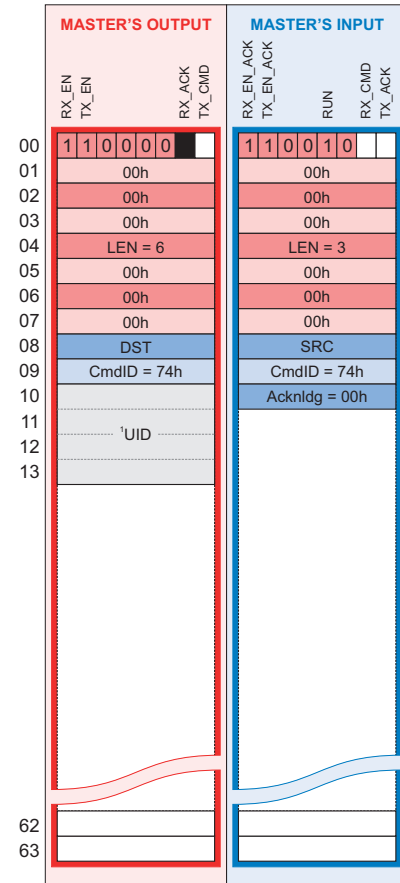 MASTER'S OUTPUT MASTER'S INPUT
RX_EN TX_EN RX_ACK TX_CMD RX_EN_ACK TX_EN_ACK RUN RX_CMD TX_ACK
00 1 1 0 0 0 0 1 1 0 0 1 0
01 00h 00h
02 00h 00h
03 00h 00h
04 LEN = 6 LEN = 3
05 00h 00h
06 00h 00h
07 00h 00h
08 DST SRC
09 CmdID = 74h CmdID = 74h
10 Acknldg = 00h
11
¹UID
12
13
62
63